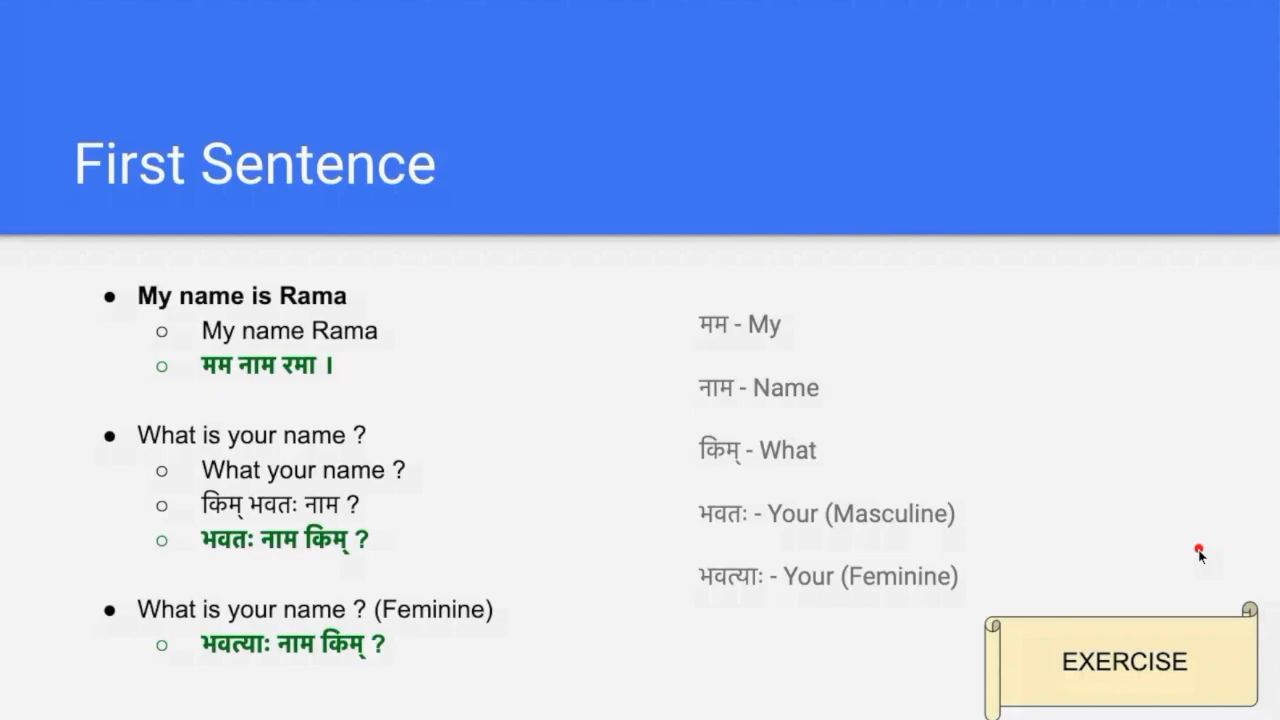 First Sentence
● My name is Rama
○ My name Rama
○ मम नाम रमा ।
● What is your name ?
○ What your name ?
○ किम् भवतः नाम ?
○ भवतः नाम किम् ?
● What is your name ? (Feminine)
○ भवत्याः नाम किम् ?
मम - My
नाम - Name
किम् - What
भवतः - Your (Masculine)
भवत्याः - Your (Feminine)
EXERCISE